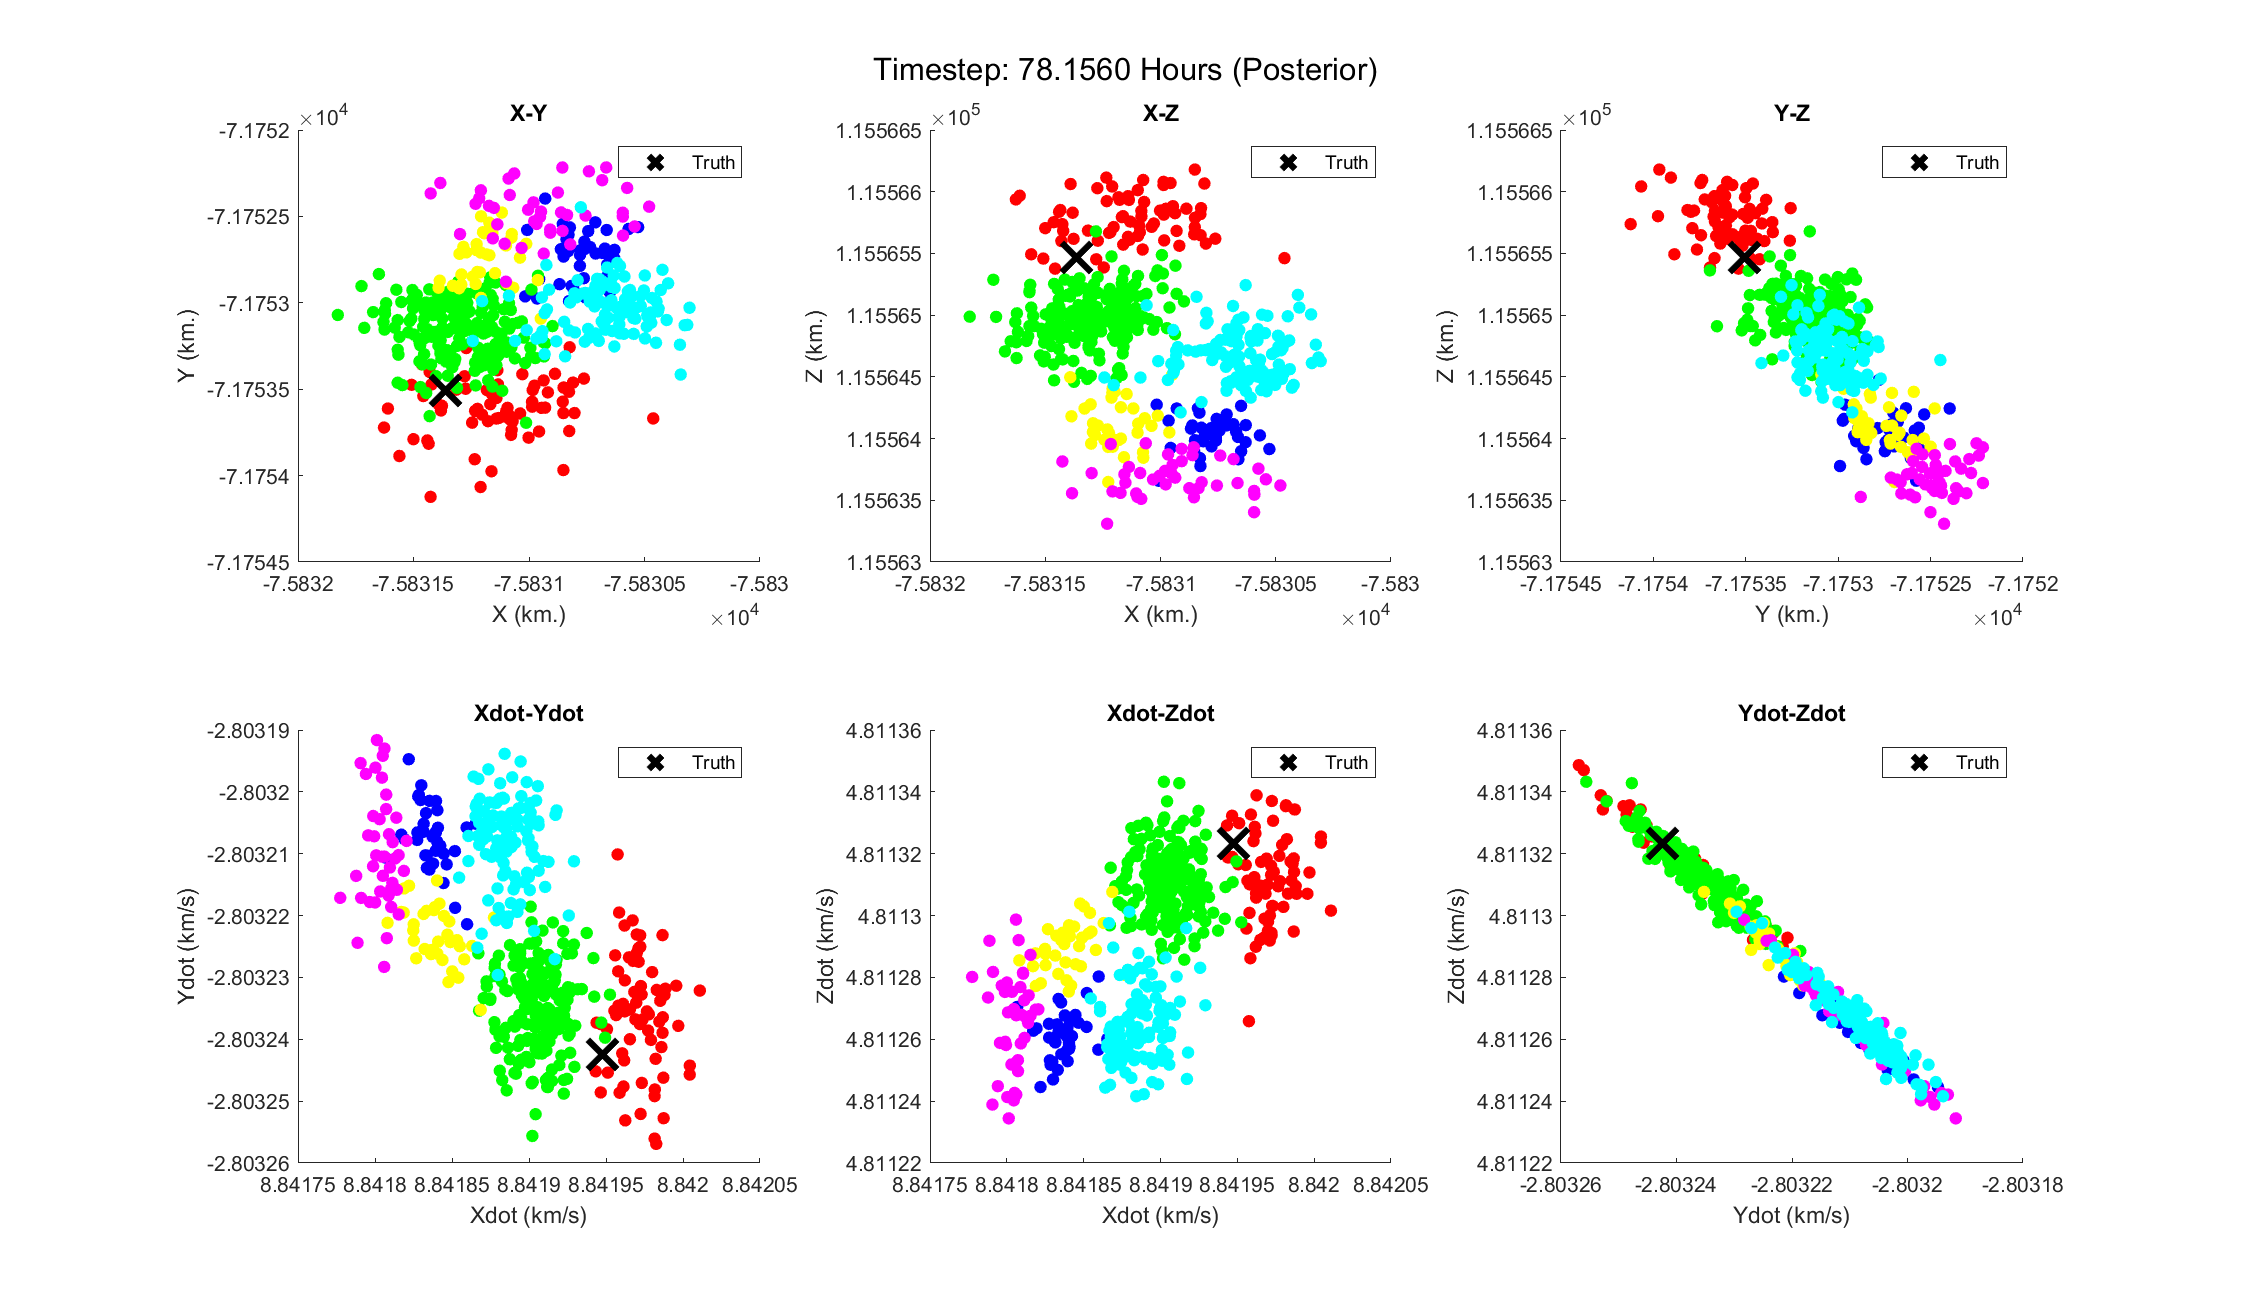 Timestep: 78.1560 Hours (Posterior)
X-Y
×10^4
-7.1752
-7.17525
-7.1753
-7.17535
-7.1754
-7.17545
Y (km.)
Truth
-7.5832 -7.58315 -7.5831 -7.58305 -7.583
X (km.)
×10^4
X-Z
×10^5
1.155665
1.15566
1.155655
1.15565
1.155645
1.15564
1.155635
1.15563
Z (km.)
Truth
-7.5832 -7.58315 -7.5831 -7.58305 -7.583
X (km.)
×10^4
Y-Z
×10^5
1.155665
1.15566
1.155655
1.15565
1.155645
1.15564
1.155635
1.15563
Z (km.)
Truth
-7.17545 -7.1754 -7.17535 -7.1753 -7.17525 -7.1752
Y (km.)
×10^4
Xdot-Ydot
-2.80319
-2.8032
-2.80321
-2.80322
-2.80323
-2.80324
-2.80325
-2.80326
Ydot (km/s)
Truth
8.84175 8.8418 8.84185 8.8419 8.84195 8.842 8.84205
Xdot (km/s)
Xdot-Zdot
4.81136
4.81134
4.81132
4.8113
4.81128
4.81126
4.81124
4.81122
Zdot (km/s)
Truth
8.84175 8.8418 8.84185 8.8419 8.84195 8.842 8.84205
Xdot (km/s)
Ydot-Zdot
4.81136
4.81134
4.81132
4.8113
4.81128
4.81126
4.81124
4.81122
Zdot (km/s)
Truth
-2.80326 -2.80324 -2.80322 -2.8032 -2.80318
Ydot (km/s)